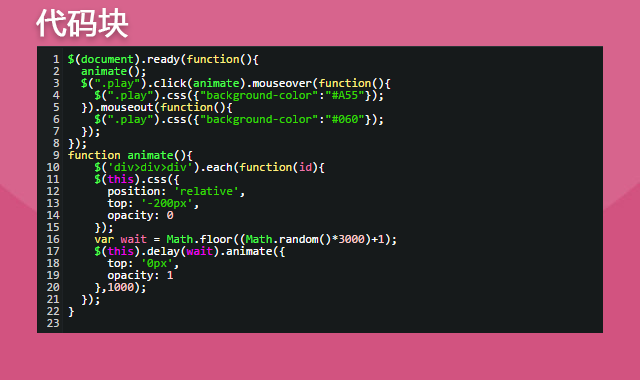 代码块
1 $(document).ready(function(){
2   animate();
3   $(".play").click(animate).mouseover(function(){
4     $(".play").css({"background-color":"#A55"});
5   }).mouseout(function(){
6     $(".play").css({"background-color":"#060"});
7   });
8 });
9 function animate(){
10     $('div>div>div').each(function(id){
11     $(this).css({
12       position: 'relative',
13       top: '-200px',
14       opacity: 0
15     });
16     var wait = Math.floor((Math.random()*3000)+1);
17     $(this).delay(wait).animate({
18       top: '0px',
19       opacity: 1
20     },1000);
21   });
22 }
23